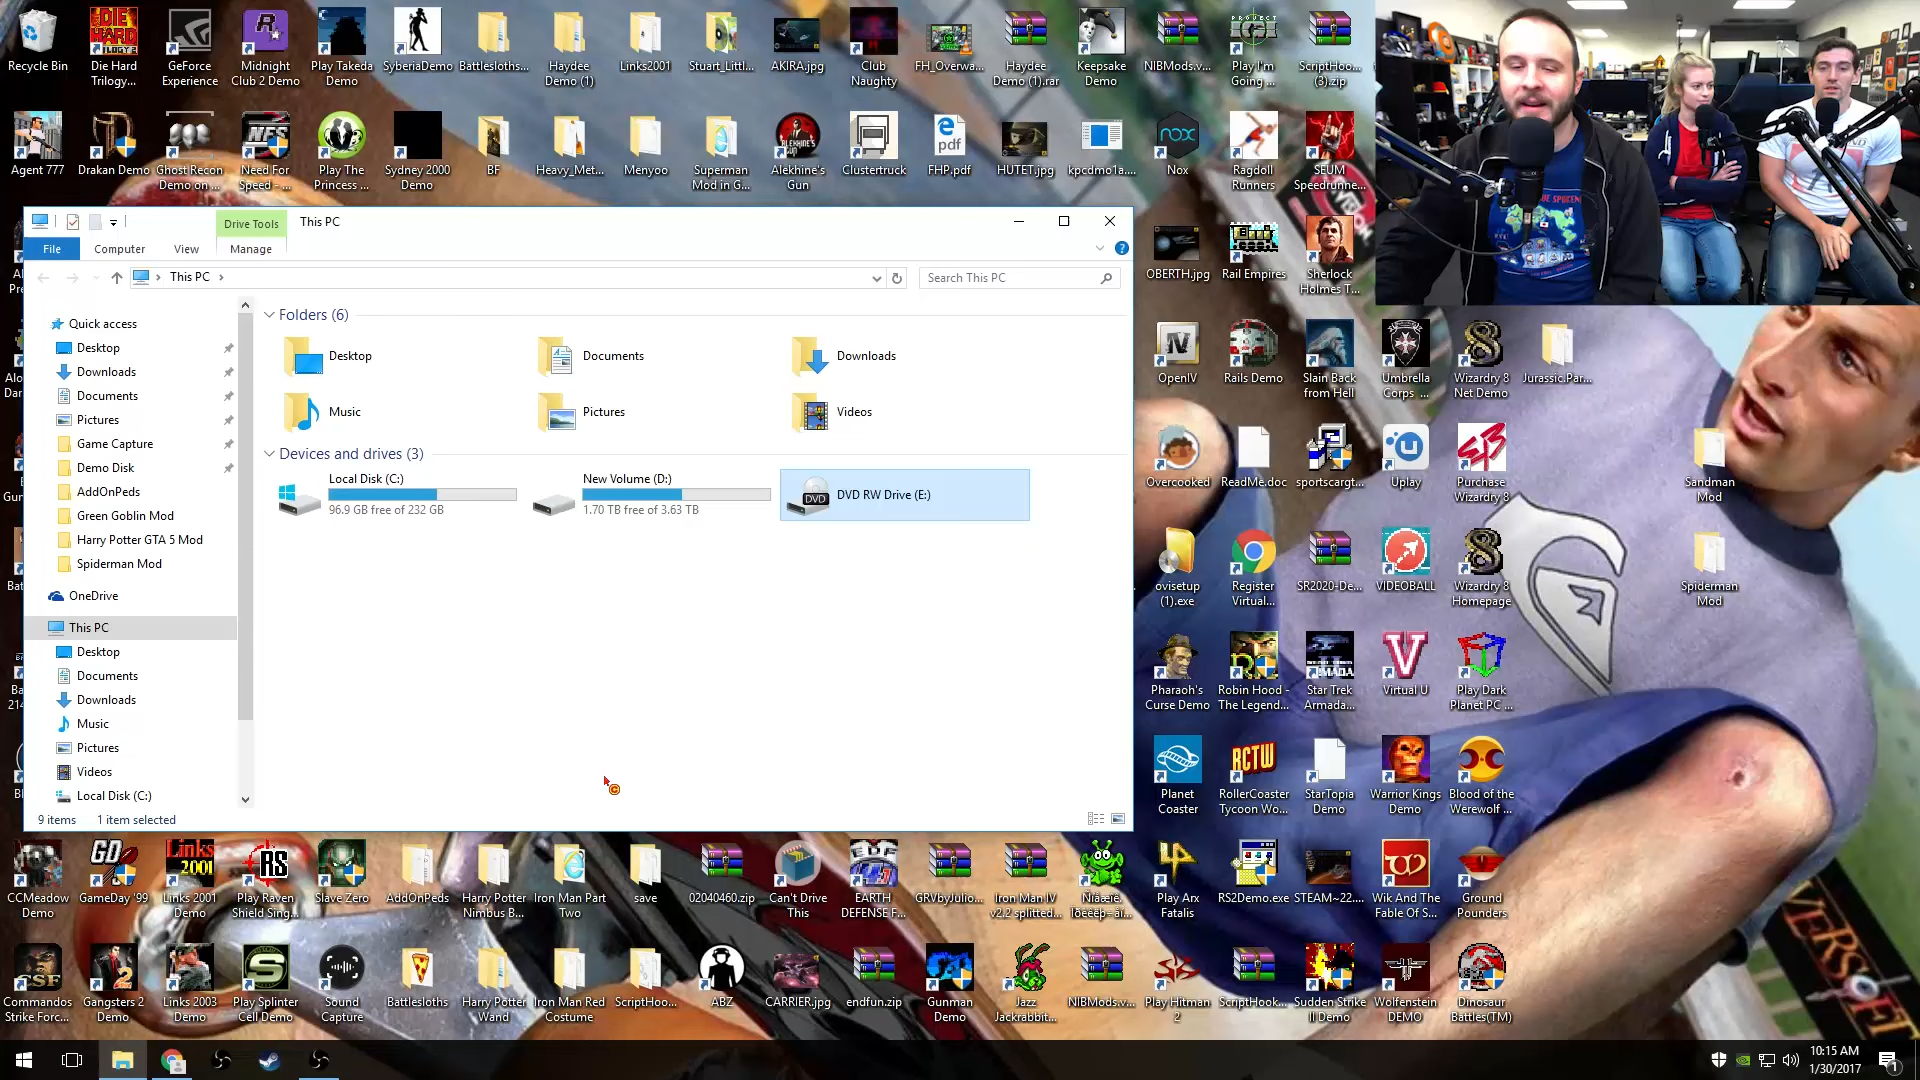 Recycle Bin
Die Hard
Trilogy...
GeForce
Experience
Midnight
Club 2 Demo
Play Takeda
Demo
SyberiaDemo
Battlesloths...
Haydee
Demo (1)
Links2001
Stuart_Littl...
AKIRA.jpg
Club
Naughty
FH_Overwa...
Haydee
Demo (1).rar
Keepsake
Demo
NIBMods.v...
Play I'm
Going ...
ScriptHoo...
(3).zip
Agent 777
Drakan Demo
Ghost Recon
Demo on ...
Need For
Speed - ...
Play The
Princess ...
Sydney 2000
Demo
BF
Heavy_Met...
Menyoo
Superman
Mod in G...
Alekhine's
Gun
Clustertruck
FHP.pdf
HUTET.jpg
kpcdmo1a....
Nox
Ragdoll
Runners
SEUM
Speedrunne...
Drive Tools
This PC
File
Computer
View
Manage
This PC
Search This PC
OBERTH.jpg
Rail Empires
Sherlock
Holmes T...
Quick access
Desktop
Downloads
Documents
Pictures
Game Capture
Demo Disk
AddOnPeds
Green Goblin Mod
Harry Potter GTA 5 Mod
Spiderman Mod
OneDrive
This PC
Desktop
Documents
Downloads
Music
Pictures
Videos
Local Disk (C:)
Folders (6)
Desktop
Documents
Downloads
Music
Pictures
Videos
Devices and drives (3)
Local Disk (C:)
96.9 GB free of 232 GB
New Volume (D:)
1.70 TB free of 3.63 TB
DVD RW Drive (E:)
9 items
1 item selected
OpenIV
Rails Demo
Slain Back
from Hell
Umbrella
Corps ...
Wizardry 8
Net Demo
Jurassic.Par...
Overcooked
ReadMe.doc
sportscargt...
Uplay
Purchase
Wizardry 8
Sandman
Mod
ovisetup
(1).exe
Register
Virtual...
SR2020-De...
VIDEOBALL
Wizardry 8
Homepage
Spiderman
Mod
Pharaoh's
Curse Demo
Robin Hood -
The Legend...
Star Trek
Armada...
Virtual U
Play Dark
Planet PC ...
Planet
Coaster
RollerCoaster
Tycoon Wo...
StarTopia
Demo
Warrior Kings
Demo
Blood of the
Werewolf ...
CCMeadow
Demo
GameDay '99
Links 2001
Demo
Play Raven
Shield Sing...
Slave Zero
AddOnPeds
Harry Potter
Nimbus B...
Iron Man Part
Two
save
02040460.zip
Can't Drive
This
EARTH
DEFENSE F...
GRVbyJulio...
Iron Man IV
v2.2 splitted...
Play Arx
Fatalis
RS2Demo.exe
STEAM~22....
Wik And The
Fable Of S...
Ground
Pounders
Commandos
Strike Forc...
Gangsters 2
Demo
Links 2003
Demo
Play Splinter
Cell Demo
Sound
Capture
Battlesloths
Harry Potter
Wand
Iron Man Red
Costume
ScriptHoo...
ABZ
CARRIER.jpg
endfun.zip
Gunman
Demo
Jazz
Jackrabbit...
NIBMods.v...
Play Hitman
2
ScriptHook...
Sudden Strike
II Demo
Wolfenstein
DEMO
Dinosaur
Battles(TM)
10:15 AM
1/30/2017